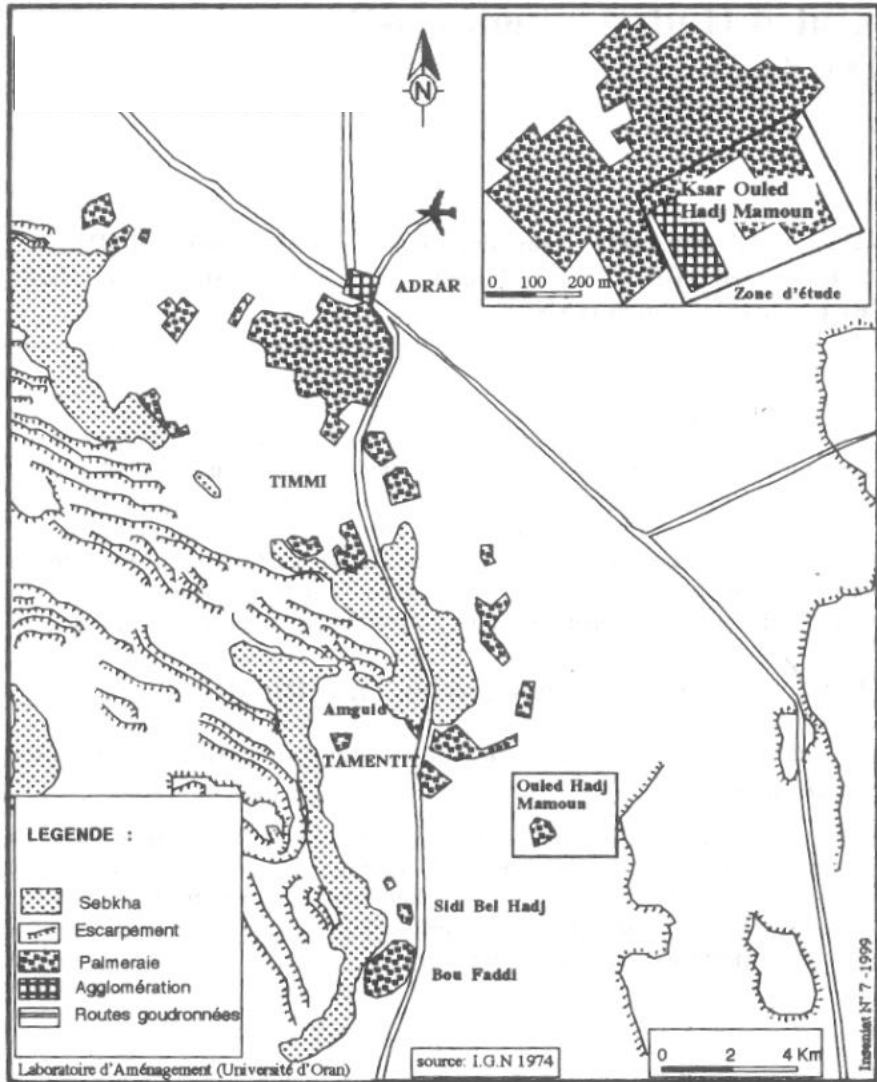 N
Ksar Ouled
Hadj Mamoun
0 100 200 m
Zone d'étude
ADRAR
TIMMI
Amguid
TAMENTIT
Ouled Hadj
Mamoun
LEGENDE :
Sebkha
Escarpement
Palmeraie
Agglomération
Routes goudronnées
Sidi Bel Hadj
Bou Faddi
Laboratoire d'Aménagement (Université d'Oran)
source: I.G.N 1974
0 2 4 Km
Insaniat N° 7 -1999